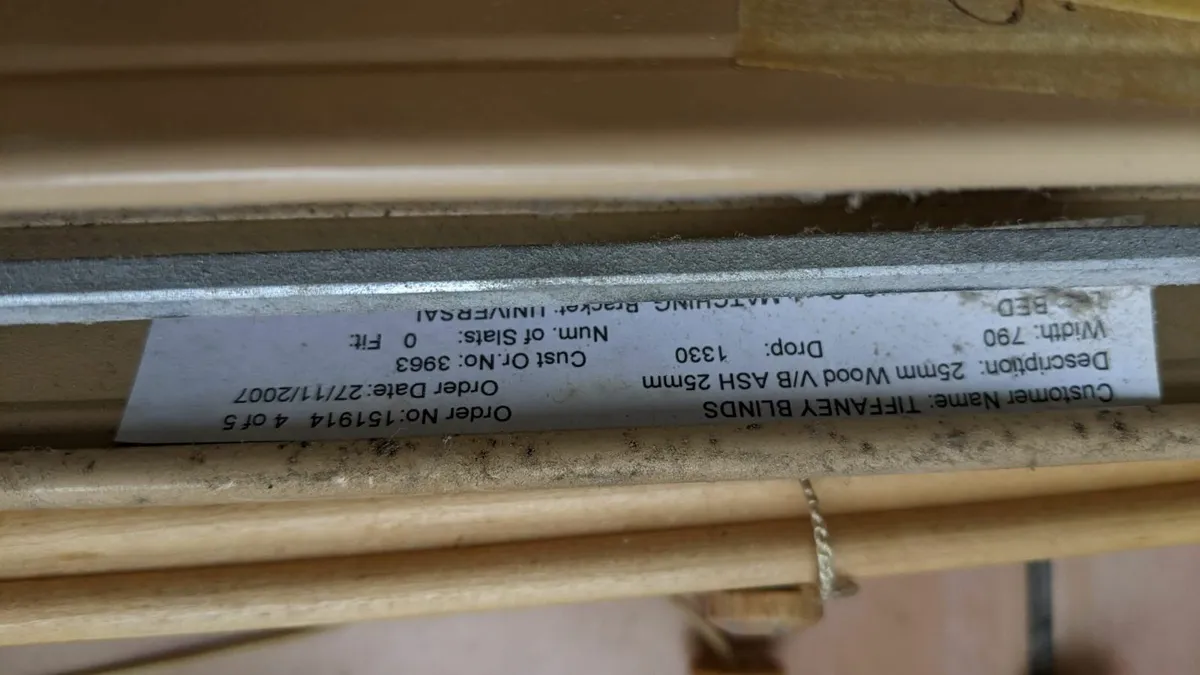 Customer Name: TIFFANEY BLINDS Order No:151914 4 of 5
Description: 25mm Wood V/B ASH 25mm Order Date:27/11/2007
Width: 790 Drop: 1330 Cust Or.No: 3963
BED Num. of Slats: 0 Fit:
MATCHING Bracket: UNIVERSAL